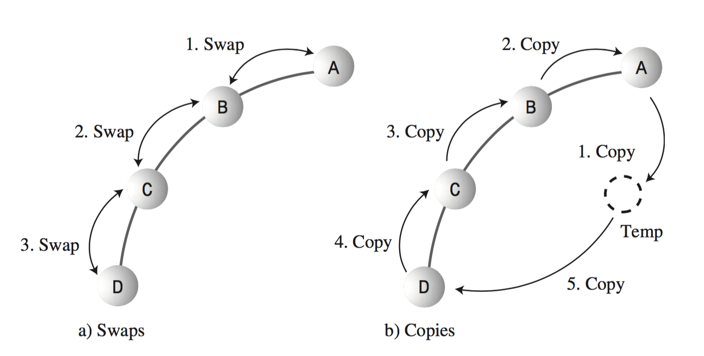 1. Swap
A
B
2. Swap
C
3. Swap
D
a) Swaps
2. Copy
A
B
3. Copy
1. Copy
C
Temp
4. Copy
D
5. Copy
b) Copies